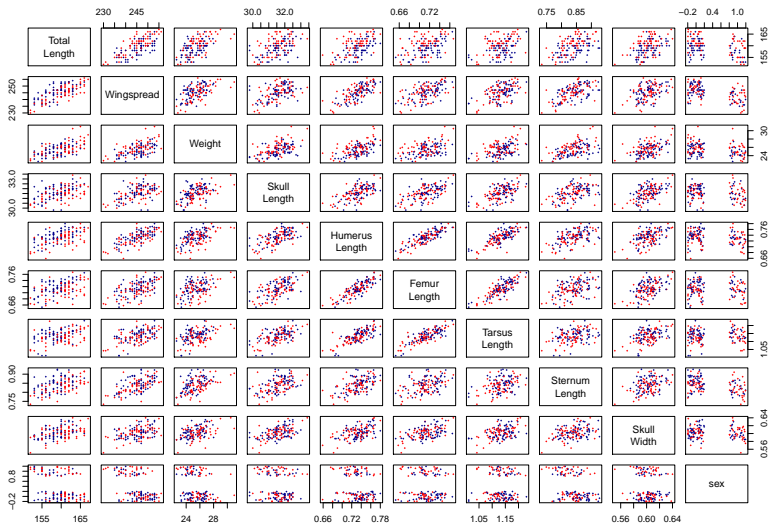 230 245
30.0 32.0
0.66 0.72
0.75 0.85
−0.2 0.4 1.0
Total
Length
155 165
230 250
Wingspread
Weight
24 30
30.0 33.0
Skull
Length
Humerus
Length
0.66 0.76
0.66 0.76
Femur
Length
Tarsus
Length
1.05
0.75 0.90
Sternum
Length
Skull
Width
0.56 0.64
−0.2 0.8
sex
155 165
24 28
0.66 0.72 0.78
1.05 1.15
0.56 0.60 0.64